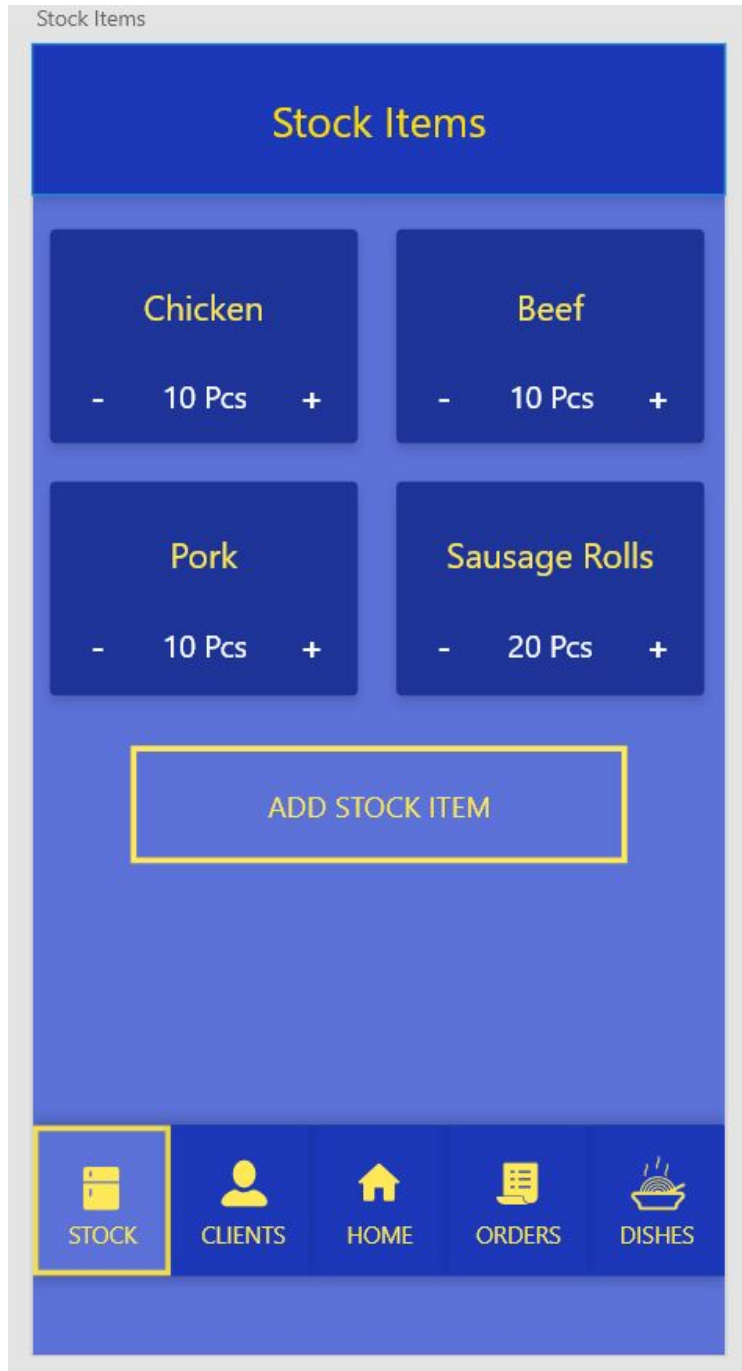 Stock Items
Stock Items
Chicken
Beef
- 10 Pcs +
- 10 Pcs +
Pork
Sausage Rolls
- 10 Pcs +
- 20 Pcs +
ADD STOCK ITEM
STOCK
CLIENTS
HOME
ORDERS
DISHES